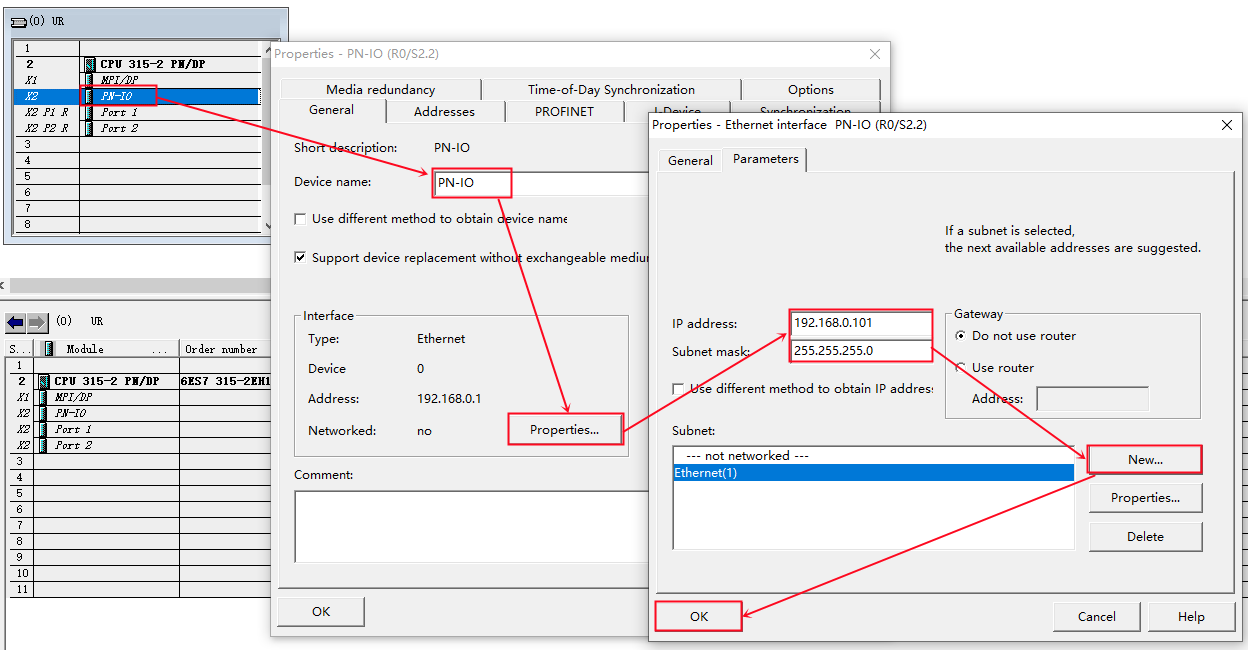 (0) UR
1
2 CPU 315-2 PN/DP
X1 MPI/DP
X2 PN-IO
X2 P1 R Port 1
X2 P2 R Port 2
3
4
5
6
7
8
(0) UR
S... Module ... Order number
1
2 CPU 315-2 PN/DP 6ES7 315-2EH1
X1 MPI/DP
X2 PN-IO
X2 Port 1
X2 Port 2
3
4
5
6
7
8
9
10
11
Properties - PN-IO (R0/S2.2)
Media redundancy Time-of-Day Synchronization Options
General Addresses PROFINET I-Device Synchronization
Short description: PN-IO
Device name: PN-IO
Use different method to obtain device name
Support device replacement without exchangeable mediu
Interface
Type: Ethernet
Device 0
Address: 192.168.0.1
Networked: no Properties...
Comment:
OK
Properties - Ethernet interface PN-IO (R0/S2.2)
General Parameters
If a subnet is selected,
the next available addresses are suggested.
IP address: 192.168.0.101
Subnet mask: 255.255.255.0
Use different method to obtain IP address
Gateway
Do not use router
Use router
Address:
Subnet:
--- not networked ---
Ethernet(1)
New...
Properties...
Delete
OK Cancel Help